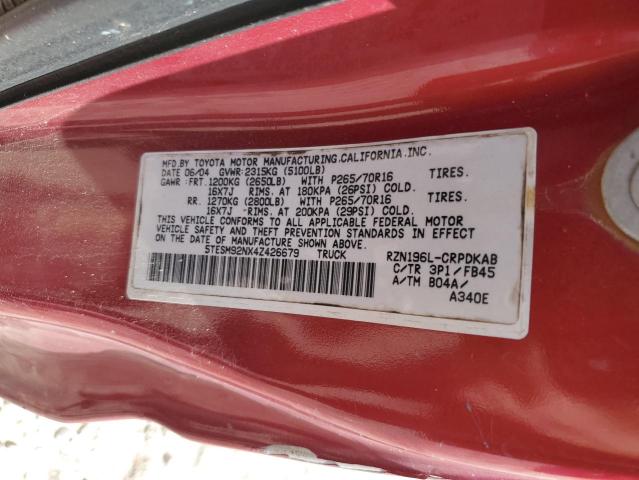 MFD.BY TOYOTA MOTOR MANUFACTURING.CALIFORNIA.INC.
DATE 06/04 GVWR:2315KG (5100LB)
GAWR:FRT.1200KG (2650LB) WITH P265/70R16 TIRES.
16X7J RIMS. AT 180KPA (26PSI) COLD.
RR. 1270KG (2800LB) WITH P265/70R16 TIRES.
16X7J RIMS. AT 200KPA (29PSI) COLD.
THIS VEHICLE CONFORMS TO ALL APPLICABLE FEDERAL MOTOR
VEHICLE SAFETY AND THEFT PREVENTION STANDARDS IN EFFECT
ON THE DATE OF MANUFACTURE SHOWN ABOVE.
5TESM92NX4Z426679 TRUCK
RZN196L-CRPDKAB
C/TR 3P1/FB45
A/TM B04A/
A340E